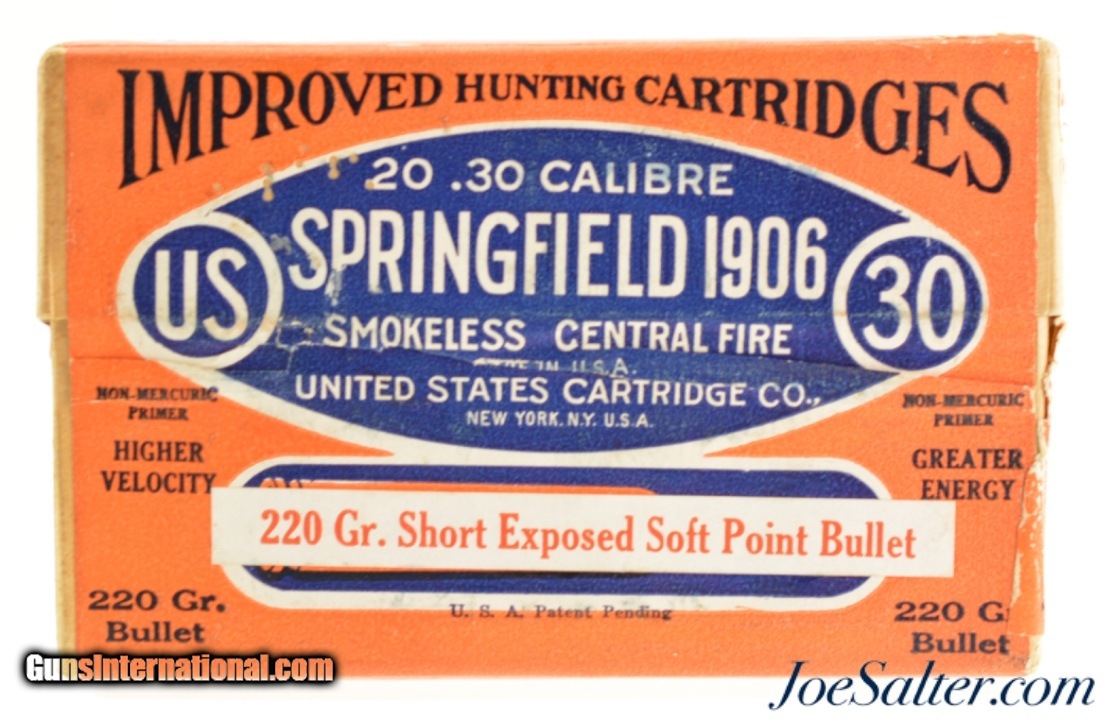 IMPROVED HUNTING CARTRIDGES
20 .30 CALIBRE
SPRINGFIELD 1906
US
30
SMOKELESS CENTRAL FIRE
IN U.S.A.
UNITED STATES CARTRIDGE CO.,
NEW YORK, N.Y. U.S.A.
NON-MERCURIC
PRIMER
HIGHER
VELOCITY
NON-MERCURIC
PRIMER
GREATER
ENERGY
220 Gr. Short Exposed Soft Point Bullet
220 Gr.
Bullet
U. S. A. Patent Pending
220 G
Bullet
GunsInternational.com
JoeSalter.com